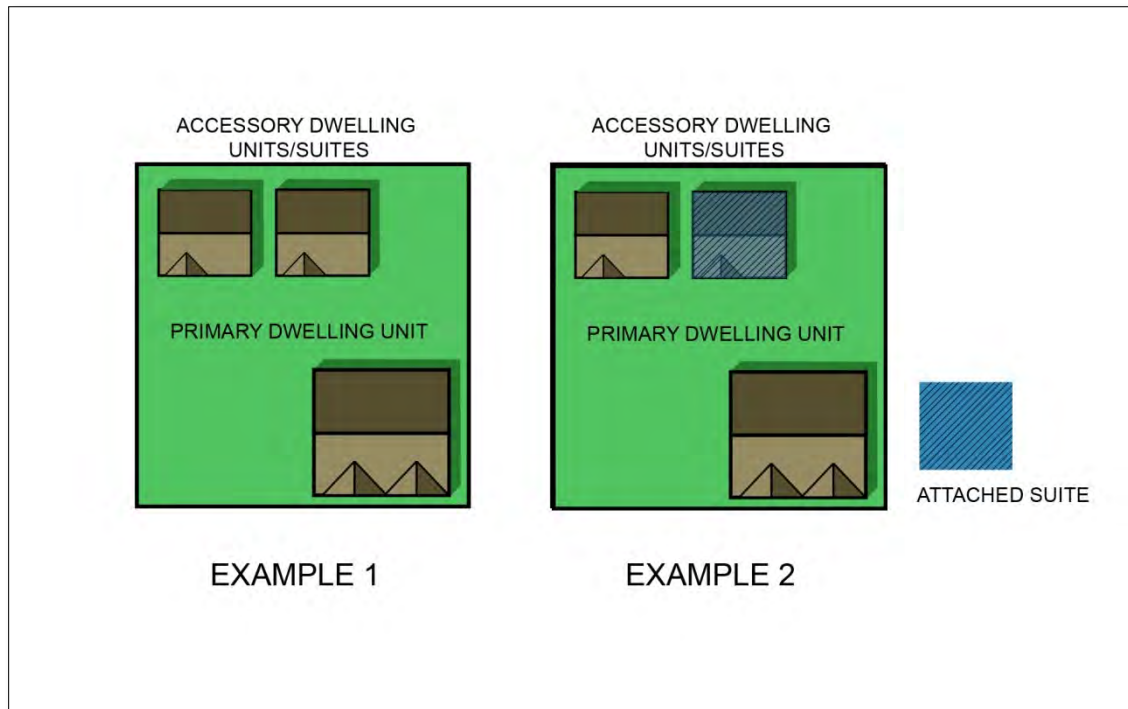 ACCESSORY DWELLING
UNITS/SUITES
PRIMARY DWELLING UNIT
EXAMPLE 1
ACCESSORY DWELLING
UNITS/SUITES
PRIMARY DWELLING UNIT
EXAMPLE 2
ATTACHED SUITE